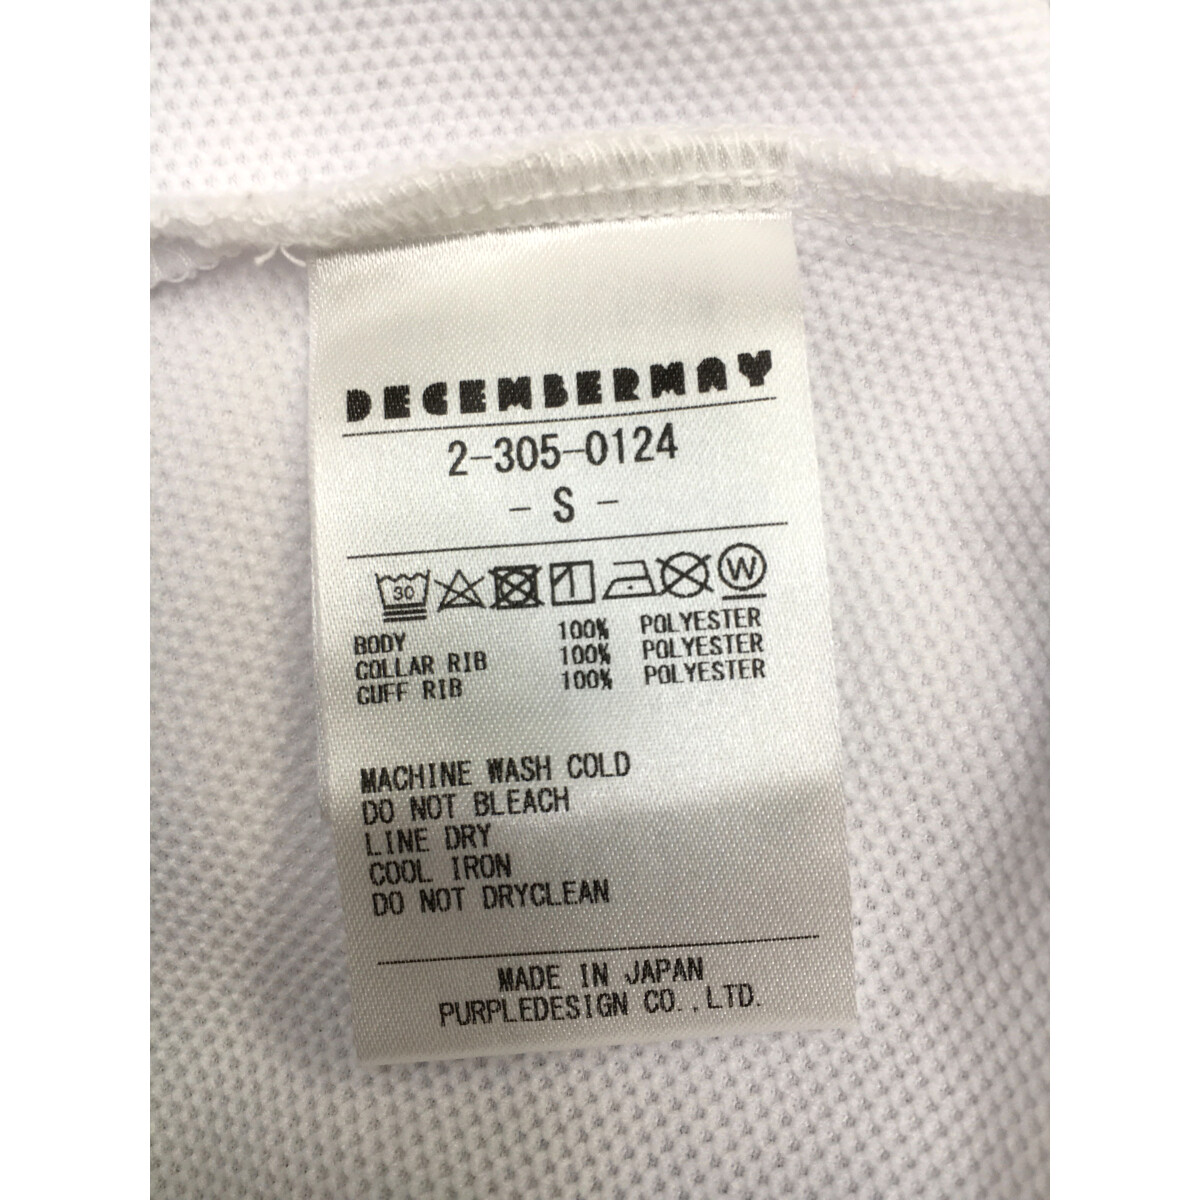 DECEMBERMAY
2-305-0124
- S -
30 W
BODY 100% POLYESTER
COLLAR RIB 100% POLYESTER
CUFF RIB 100% POLYESTER
MACHINE WASH COLD
DO NOT BLEACH
LINE DRY
COOL IRON
DO NOT DRYCLEAN
MADE IN JAPAN
PURPLEDESIGN CO.,LTD.